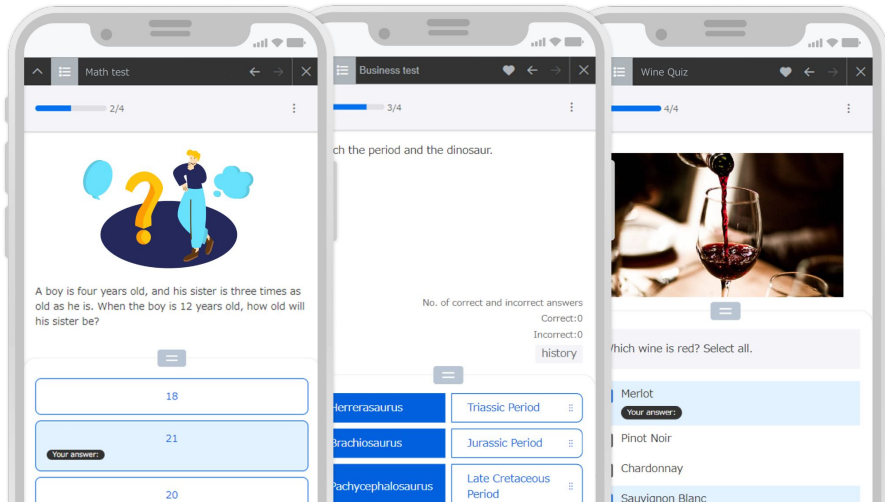 Math test
2/4
A boy is four years old, and his sister is three times as
old as he is. When the boy is 12 years old, how old will
his sister be?
18
21
Your answer:
20
Business test
3/4
ch the period and the dinosaur.
No. of correct and incorrect answers
Correct:0
Incorrect:0
history
Herrerasaurus
Triassic Period
Brachiosaurus
Jurassic Period
Pachycephalosaurus
Late Cretaceous
Period
Wine Quiz
4/4
Which wine is red? Select all.
Merlot
Your answer:
Pinot Noir
Chardonnay
Sauvignon Blanc